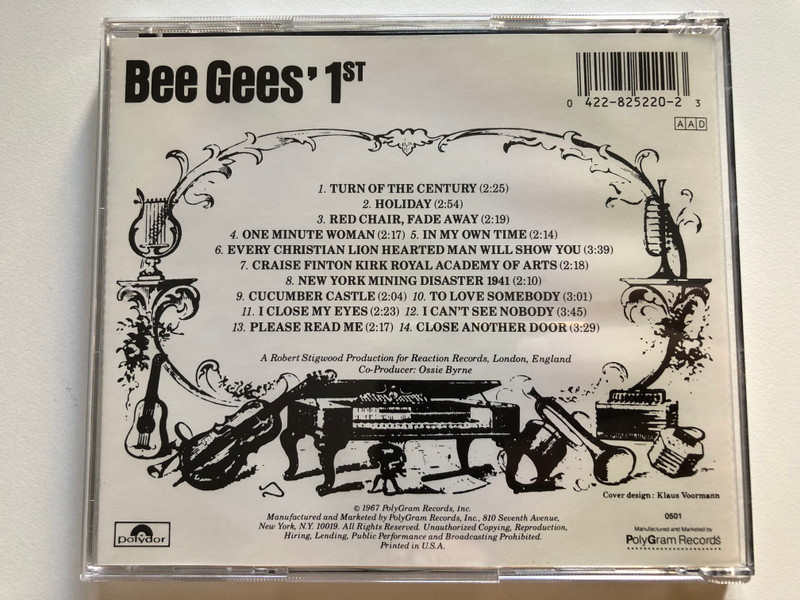 Bee Gees' 1ST
0 422-825220-2 3
AAD
1. TURN OF THE CENTURY (2:25)
2. HOLIDAY (2:54)
3. RED CHAIR, FADE AWAY (2:19)
4. ONE MINUTE WOMAN (2:17) 5. IN MY OWN TIME (2:14)
6. EVERY CHRISTIAN LION HEARTED MAN WILL SHOW YOU (3:39)
7. CRAISE FINTON KIRK ROYAL ACADEMY OF ARTS (2:18)
8. NEW YORK MINING DISASTER 1941 (2:10)
9. CUCUMBER CASTLE (2:04) 10. TO LOVE SOMEBODY (3:01)
11. I CLOSE MY EYES (2:23) 12. I CAN'T SEE NOBODY (3:45)
13. PLEASE READ ME (2:17) 14. CLOSE ANOTHER DOOR (3:29)
A Robert Stigwood Production for Reaction Records, London, England
Co-Producer: Ossie Byrne
Cover design: Klaus Voormann
© 1967 PolyGram Records, Inc.
Manufactured and Marketed by PolyGram Records, Inc., 810 Seventh Avenue,
New York, N.Y. 10019. All Rights Reserved. Unauthorized Copying, Reproduction,
Hiring, Lending, Public Performance and Broadcasting Prohibited.
Printed in U.S.A.
polydor
0501
Manufactured and Marketed by
PolyGram Records